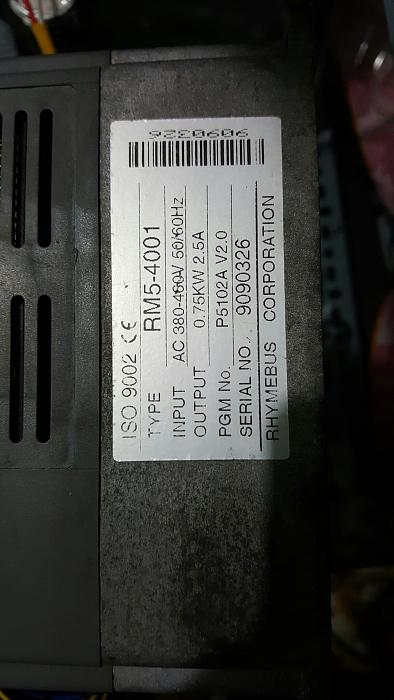 ISO 9002 CE
TYPE RM5-4001
INPUT AC 380-460V 50/60Hz
OUTPUT 0.75KW 2.5A
PGM No. P5102A V2.0
SERIAL NO. 9090326
RHYMEBUS CORPORATION
9090326